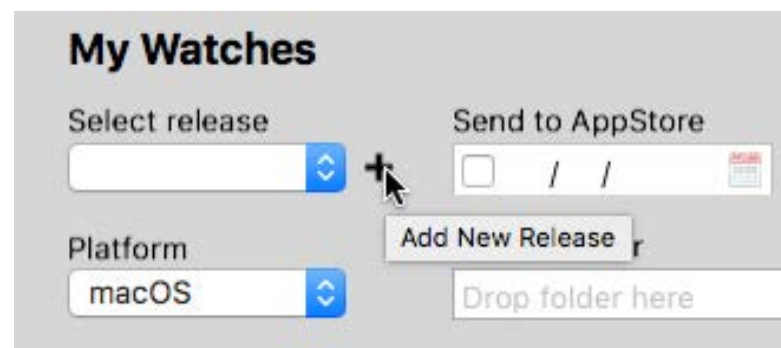 My Watches
Select release
Send to AppStore
+
/ /
Add New Release
Platform
r
macOS
Drop folder here